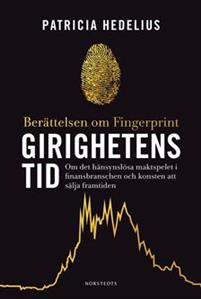 PATRICIA HEDELIUS
Berättelsen om Fingerprint
GIRIGHETENS
TID
Om det hänsynslösa maktspelet i
finansbranschen och konsten att
sälja framtiden
NORSTEDTS